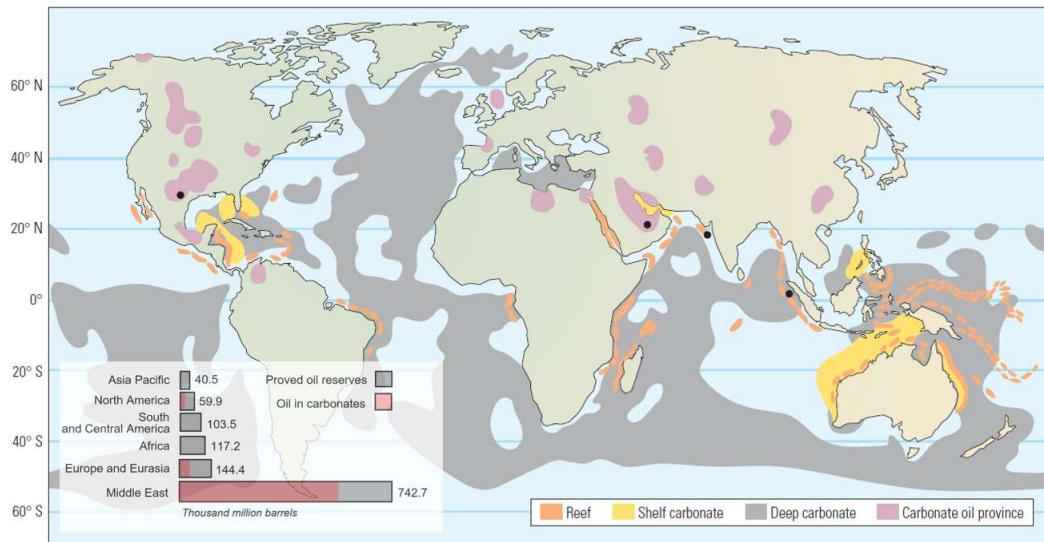 60° N
40° N
20° N
0°
20° S
40° S
60° S
Asia Pacific 40.5
North America 59.9
South
and Central America 103.5
Africa 117.2
Europe and Eurasia 144.4
Middle East 742.7
Thousand million barrels
Proved oil reserves
Oil in carbonates
Reef Shelf carbonate Deep carbonate Carbonate oil province